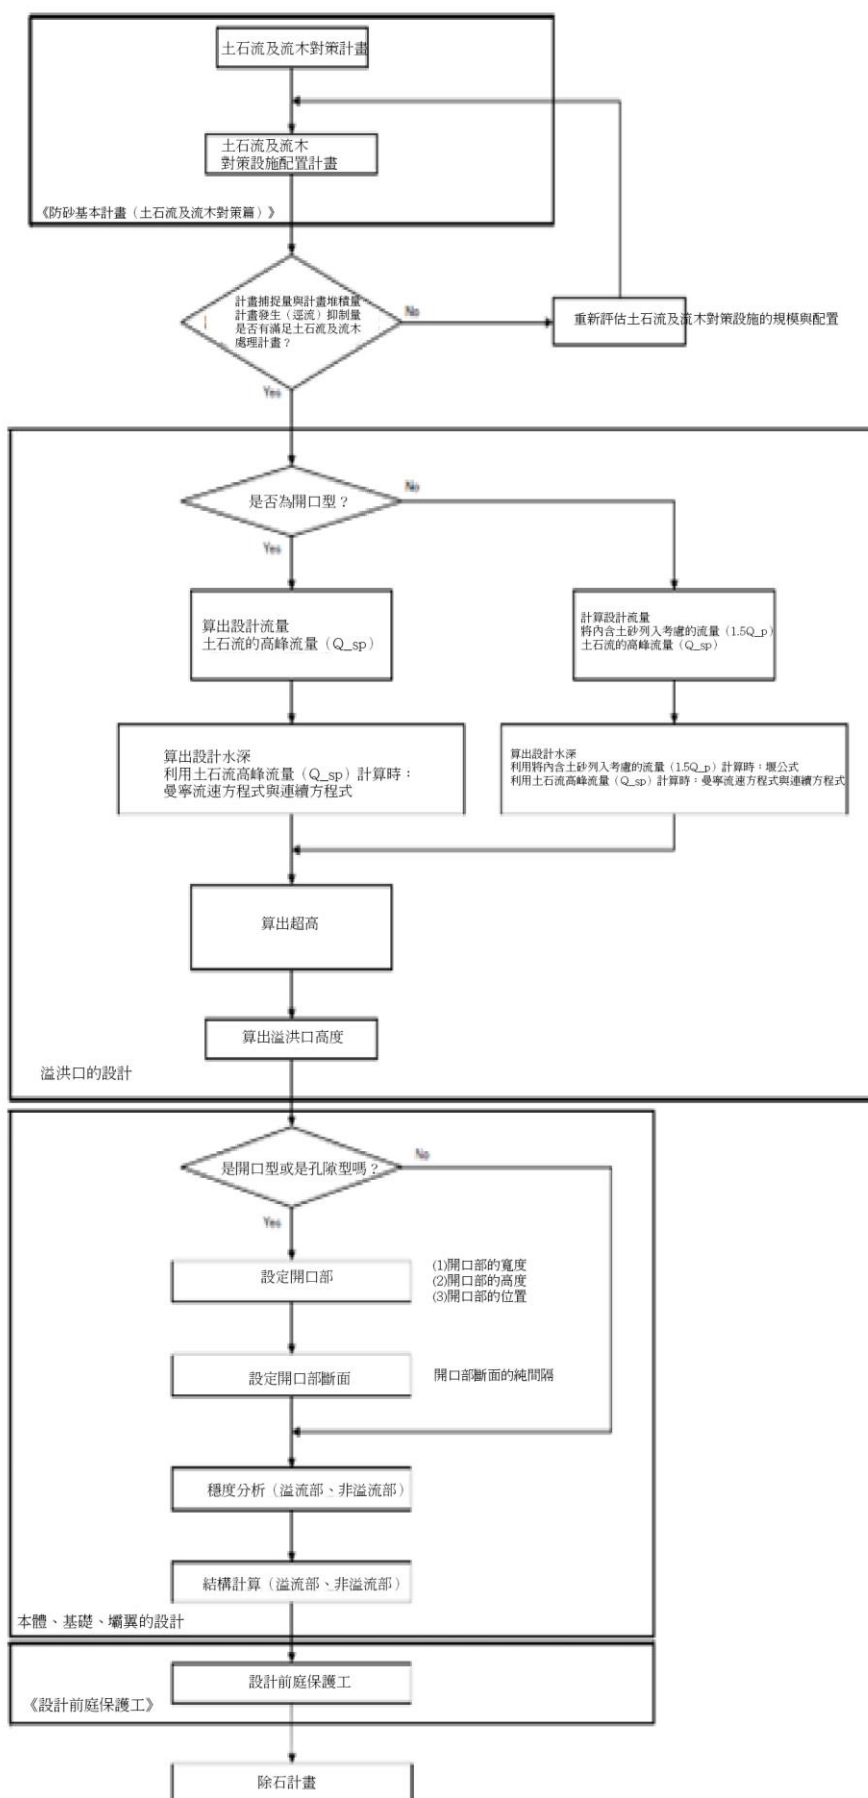 土石流及流木對策計畫
土石流及流木
對策設施配置計畫
《防砂基本計畫（土石流及流木對策篇）》
計畫捕捉量與計畫堆積量
計畫發生（逕流）抑制量
是否有滿足土石流及流木
處理計畫？
No
重新評估土石流及流木對策設施的規模與配置
Yes
是否為開口型？
No
Yes
算出設計流量
土石流的高峰流量（Q_sp）
計算設計流量
將內含土砂列入考慮的流量（1.5Q_p）
土石流的高峰流量（Q_sp）
算出設計水深
利用土石流高峰流量（Q_sp）計算時：
曼寧流速方程式與連續方程式
算出設計水深
利用將內含土砂列入考慮的流量（1.5Q_p）計算時：堰公式
利用土石流高峰流量（Q_sp）計算時：曼寧流速方程式與連續方程式
算出超高
算出溢洪口高度
溢洪口的設計
是開口型或是孔隙型嗎？
No
Yes
設定開口部
(1)開口部的寬度
(2)開口部的高度
(3)開口部的位置
設定開口部斷面
開口部斷面的純間隔
穩度分析（溢流部、非溢流部）
結構計算（溢流部、非溢流部）
本體、基礎、壩翼的設計
設計前庭保護工
《設計前庭保護工》
除石計畫